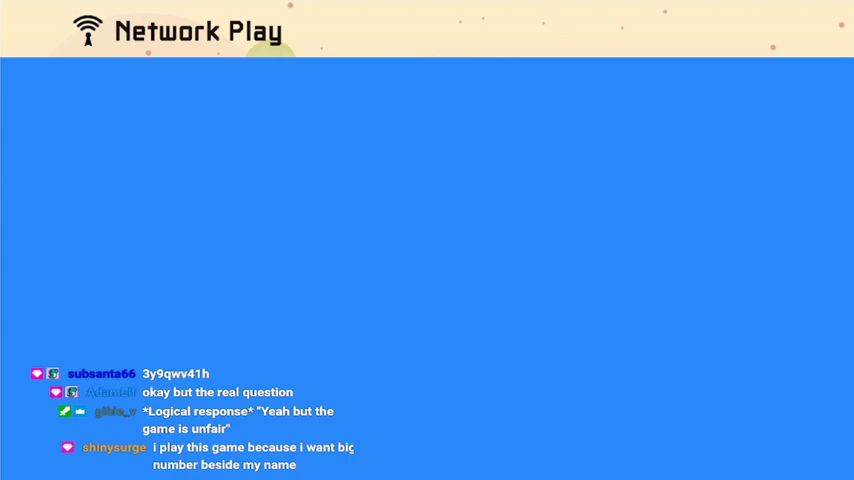 Network Play
subsanta66 3y9qwv41h
okay but the real question
*Logical response* "Yeah but the
game is unfair"
shinysurge i play this game because i want big
number beside my name